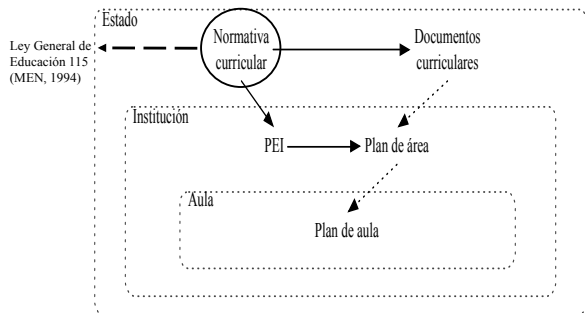 Estado
Ley General de
Educación 115
(MEN, 1994)
Normativa
curricular
Documentos
curriculares
Institución
PEI
Plan de área
Aula
Plan de aula